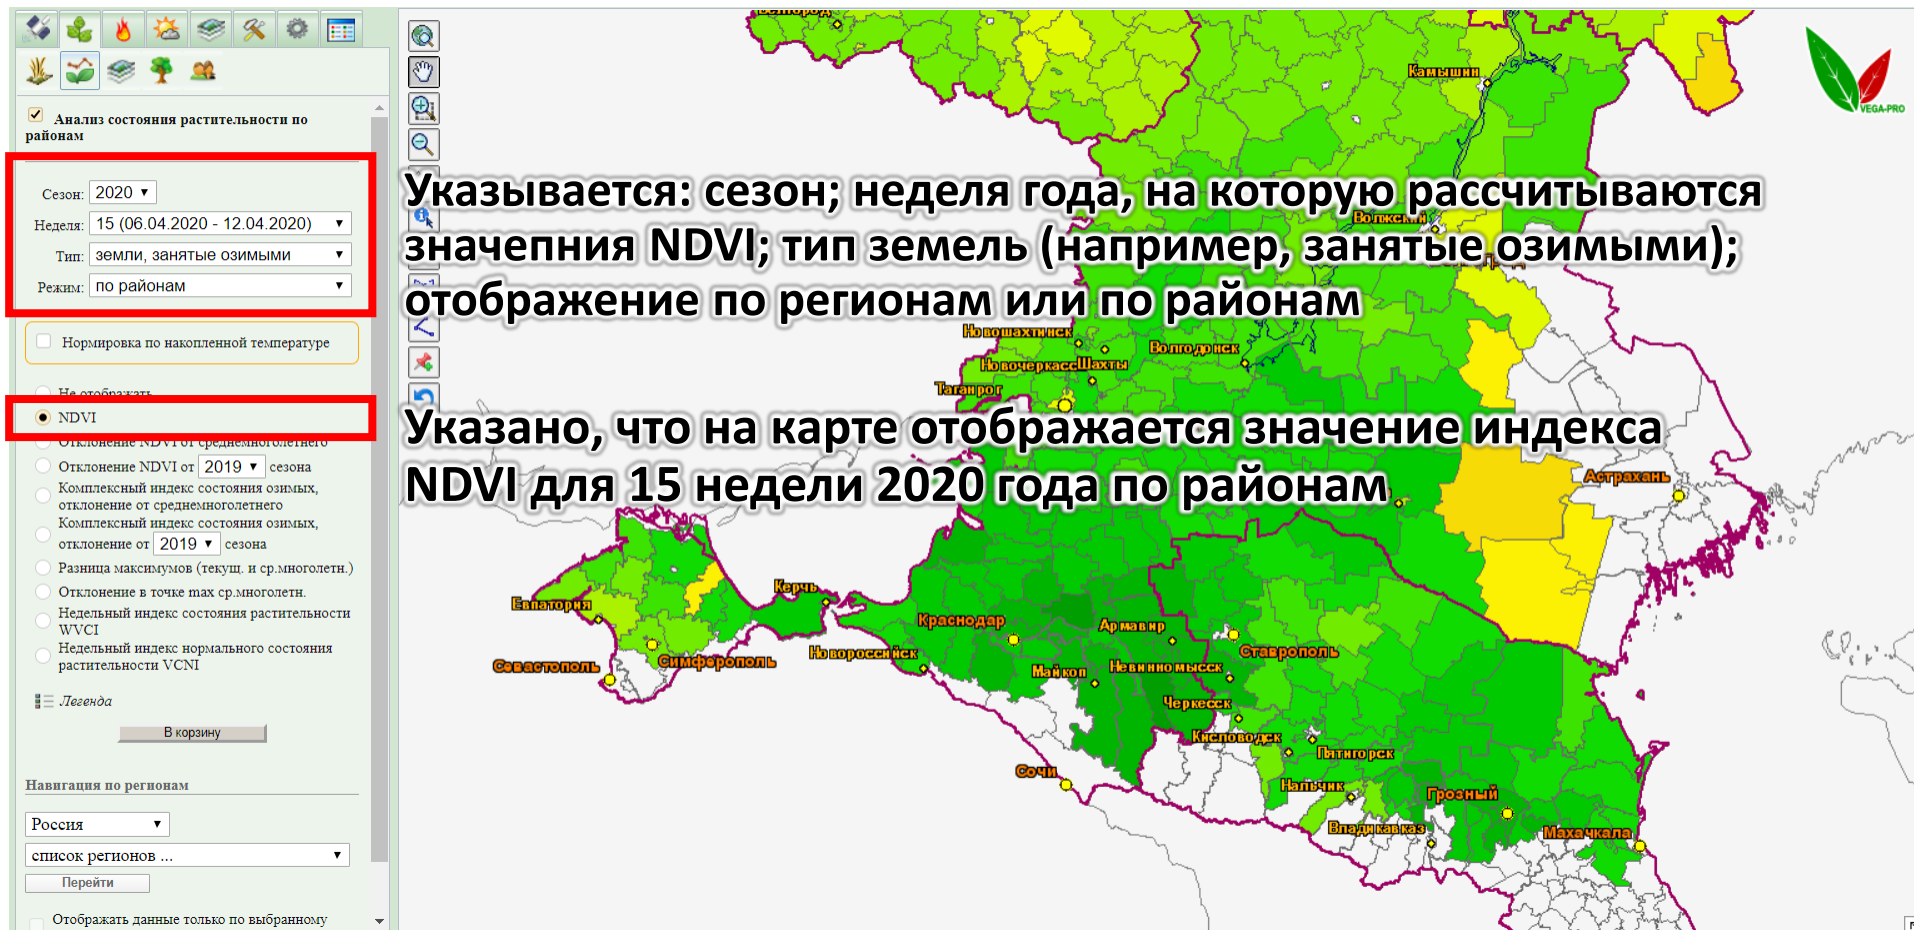 Анализ состояния растительности по
районам
Сезон: 2020
Неделя: 15 (06.04.2020 - 12.04.2020)
Тип: земли, занятые озимыми
Режим: по районам
Нормировка по накопленной температуре
Не отображать
NDVI
Отклонение NDVI от среднемноголетнего
Отклонение NDVI от 2019 сезона
Комплексный индекс состояния озимых,
отклонение от среднемноголетнего
Комплексный индекс состояния озимых,
отклонение от 2019 сезона
Разница максимумов (текущ. и ср.многолетн.)
Отклонение в точке max ср.многолетн.
Недельный индекс состояния растительности
WVCI
Недельный индекс нормального состояния
растительности VCNI
Легенда
В корзину
Навигация по регионам
Россия
список регионов ...
Перейти
Отображать данные только по выбранному
Камышин
VEGA-PRO
Указывается: сезон; неделя года, на которую рассчитываются
значепния NDVI; тип земель (например, занятые озимыми);
отображение по регионам или по районам
Волжский
Новошахтинск
Волгодонск
Новочеркасс
Шахты
Таганрог
Указано, что на карте отображается значение индекса
NDVI для 15 недели 2020 года по районам
Астрахань
Керчь
Евпатория
Краснодар
Армавир
Ставрополь
Новороссийск
Севастополь
Симферополь
Майкоп
Невинномысск
Черкесск
Кисловодск
Пятигорск
Сочи
Нальчик
Грозный
Владикавказ
Махачкала